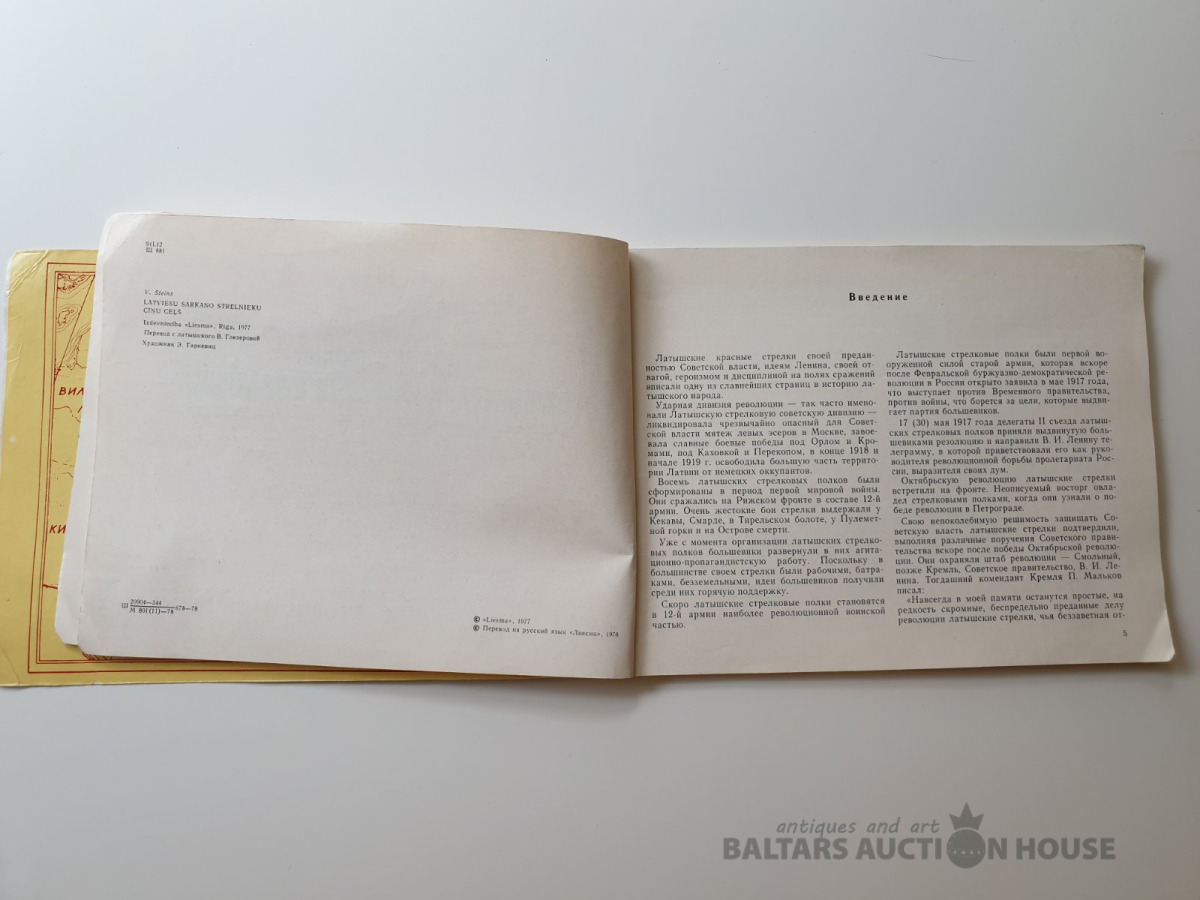 ВИЛ
КИ
9(L)2
Ш 881
V. Šteins
LATVIEŠU SARKANO STRĒLNIEKU
CĪŅU CEĻŠ
Izdevniecība «Liesma», Rīga, 1977
Перевод с латышского В. Глезеровой
Художник Э. Гаркевиц
Ш 20904—344
М 801(11)—78 678—78
© «Liesma», 1977
© Перевод на русский язык «Лиесма», 1978
Введение
Латышские красные стрелки своей предан-
ностью Советской власти, идеям Ленина, своей от-
вагой, героизмом и дисциплиной на полях сражений
вписали одну из славнейших страниц в историю ла-
тышского народа.
Ударная дивизия революции — так часто имено-
вали Латышскую стрелковую советскую дивизию —
ликвидировала чрезвычайно опасный для Совет-
ской власти мятеж левых эсеров в Москве, завое-
вала славные боевые победы под Орлом и Кро-
мами, под Каховкой и Перекопом, в конце 1918 и
начале 1919 г. освободила большую часть террито-
рии Латвии от немецких оккупантов.
Восемь латышских стрелковых полков были
сформированы в период первой мировой войны.
Они сражались на Рижском фронте в составе 12-й
армии. Очень жестокие бои стрелки выдержали у
Кекавы, Смарде, в Тирельском болоте, у Пулемет-
ной горки и на Острове смерти.
Уже с момента организации латышских стрелко-
вых полков большевики развернули в них агита-
ционно-пропагандистскую работу. Поскольку в
большинстве своем стрелки были рабочими, батра-
ками, безземельными, идеи большевиков получили
среди них горячую поддержку.
Скоро латышские стрелковые полки становятся
в 12-й армии наиболее революционной воинской
частью.
Латышские стрелковые полки были первой во-
оруженной силой старой армии, которая вскоре
после Февральской буржуазно-демократической ре-
волюции в России открыто заявила в мае 1917 года,
что выступает против Временного правительства,
против войны, что борется за цели, которые выдви-
гает партия большевиков.
17 (30) мая 1917 года делегаты II съезда латыш-
ских стрелковых полков приняли выдвинутую боль-
шевиками резолюцию и направили В. И. Ленину те-
леграмму, в которой приветствовали его как руко-
водителя революционной борьбы пролетариата Рос-
сии, выразителя своих дум.
Октябрьскую революцию латышские стрелки
встретили на фронте. Неописуемый восторг овла-
дел стрелковыми полками, когда они узнали о по-
беде революции в Петрограде.
Свою непоколебимую решимость защищать Со-
ветскую власть латышские стрелки подтвердили,
выполняя различные поручения Советского прави-
тельства вскоре после победы Октябрьской револю-
ции. Они охраняли штаб революции — Смольный,
позже Кремль, Советское правительство, В. И. Ле-
нина. Тогдашний комендант Кремля П. Мальков
писал:
«Навсегда в моей памяти останутся простые, на
редкость скромные, беспредельно преданные делу
революции латышские стрелки, чья беззаветная от-
5
antiques and art
BALTARS AUCTION HOUSE